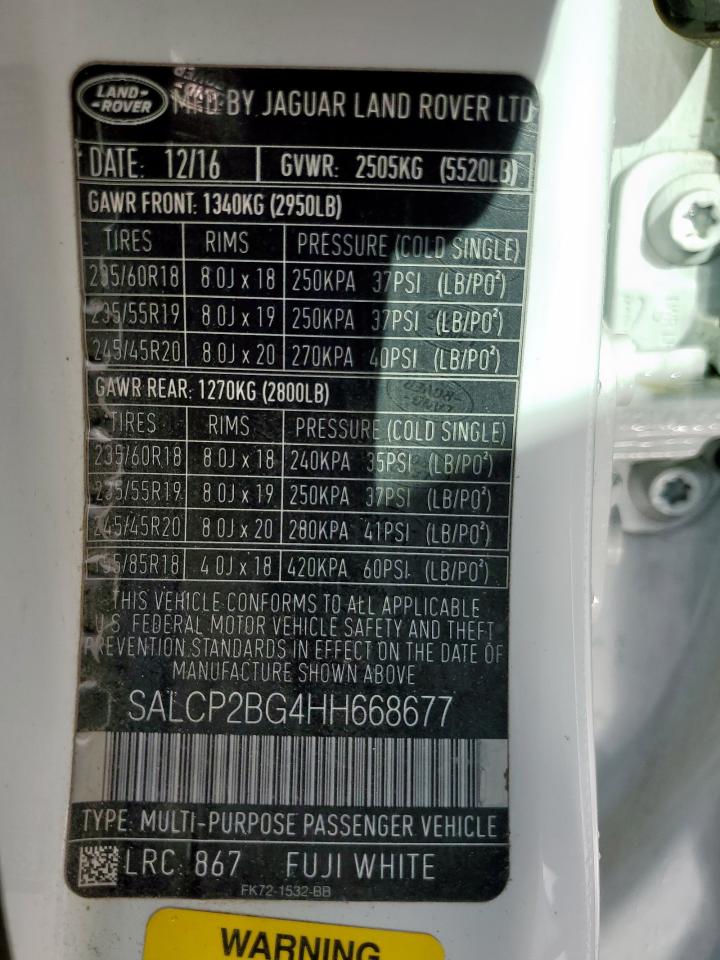 LAND-
-ROVER
MFD BY JAGUAR LAND ROVER LTD
DATE: 12/16 GVWR: 2505KG (5520LB)
GAWR FRONT: 1340KG (2950LB)
TIRES RIMS PRESSURE (COLD SINGLE)
235/60R18 8.0J x 18 250KPA 37PSI (LB/PO²)
235/55R19 8.0J x 19 250KPA 37PSI (LB/PO²)
245/45R20 8.0J x 20 270KPA 40PSI (LB/PO²)
GAWR REAR: 1270KG (2800LB)
TIRES RIMS PRESSURE (COLD SINGLE)
235/60R18 8.0J x 18 240KPA 35PSI (LB/PO²)
235/55R19 8.0J x 19 250KPA 37PSI (LB/PO²)
245/45R20 8.0J x 20 280KPA 41PSI (LB/PO²)
155/85R18 4.0J x 18 420KPA 60PSI (LB/PO²)
THIS VEHICLE CONFORMS TO ALL APPLICABLE
U.S. FEDERAL MOTOR VEHICLE SAFETY AND THEFT
PREVENTION STANDARDS IN EFFECT ON THE DATE OF
MANUFACTURE SHOWN ABOVE
SALCP2BG4HH668677
TYPE: MULTI-PURPOSE PASSENGER VEHICLE
LRC: 867 FUJI WHITE
FK72-1532-BB
WARNING